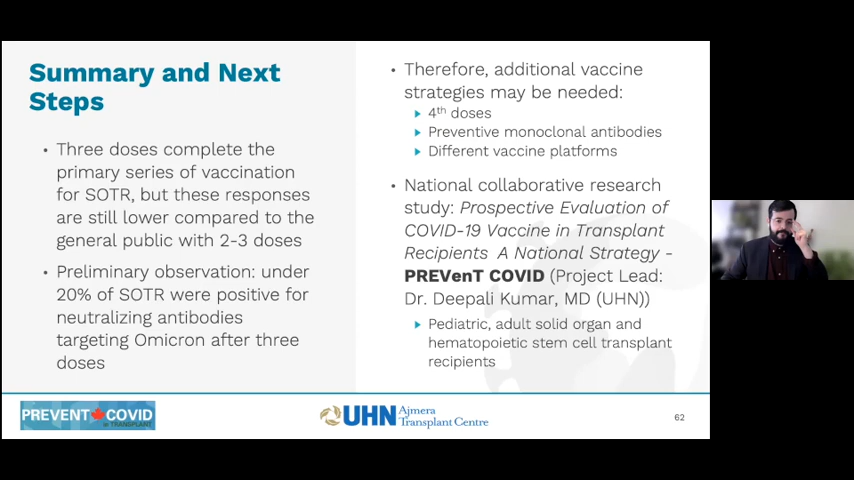 Summary and Next
Steps
• Three doses complete the
primary series of vaccination
for SOTR, but these responses
are still lower compared to the
general public with 2-3 doses
• Preliminary observation: under
20% of SOTR were positive for
neutralizing antibodies
targeting Omicron after three
doses
• Therefore, additional vaccine
strategies may be needed:
4th doses
Preventive monoclonal antibodies
Different vaccine platforms
• National collaborative research
study: Prospective Evaluation of
COVID-19 Vaccine in Transplant
Recipients A National Strategy -
PREVenT COVID (Project Lead:
Dr. Deepali Kumar, MD (UHN))
Pediatric, adult solid organ and
hematopoietic stem cell transplant
recipients
PREVENT COVID
in TRANSPLANT
UHN Ajmera
Transplant Centre
62